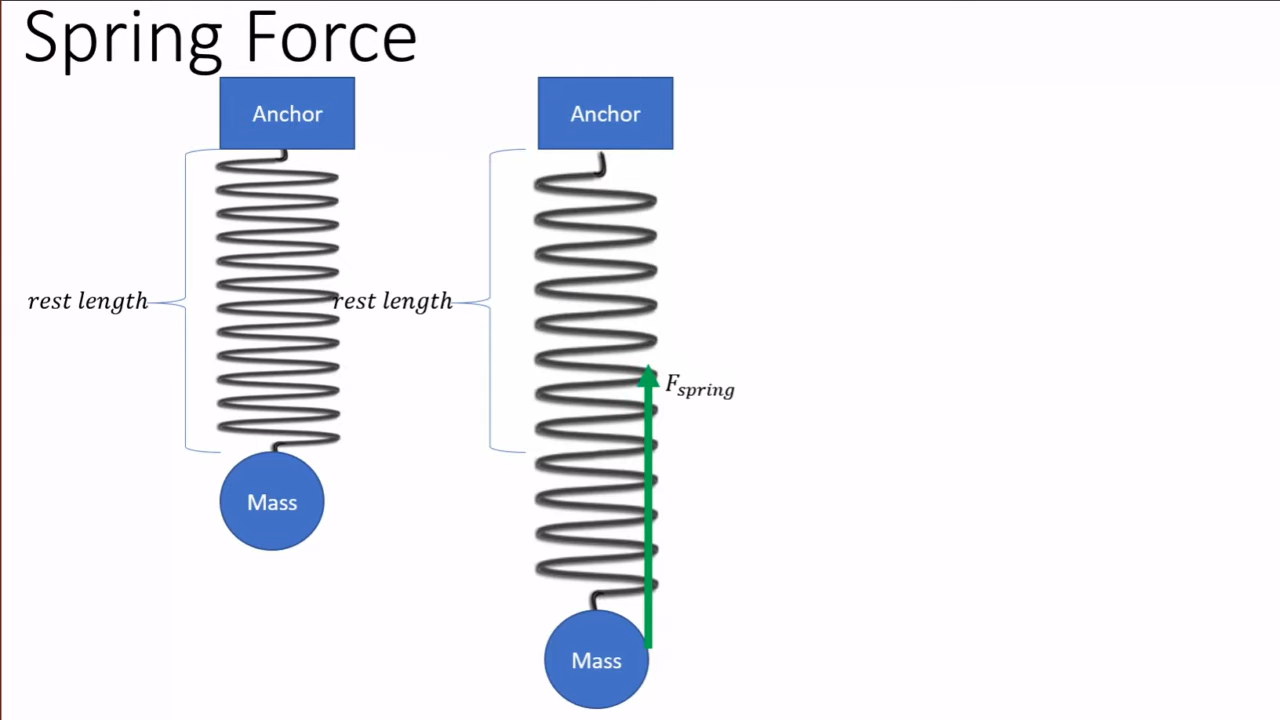 Spring Force
Anchor
Anchor
rest length
rest length
F_spring
Mass
Mass